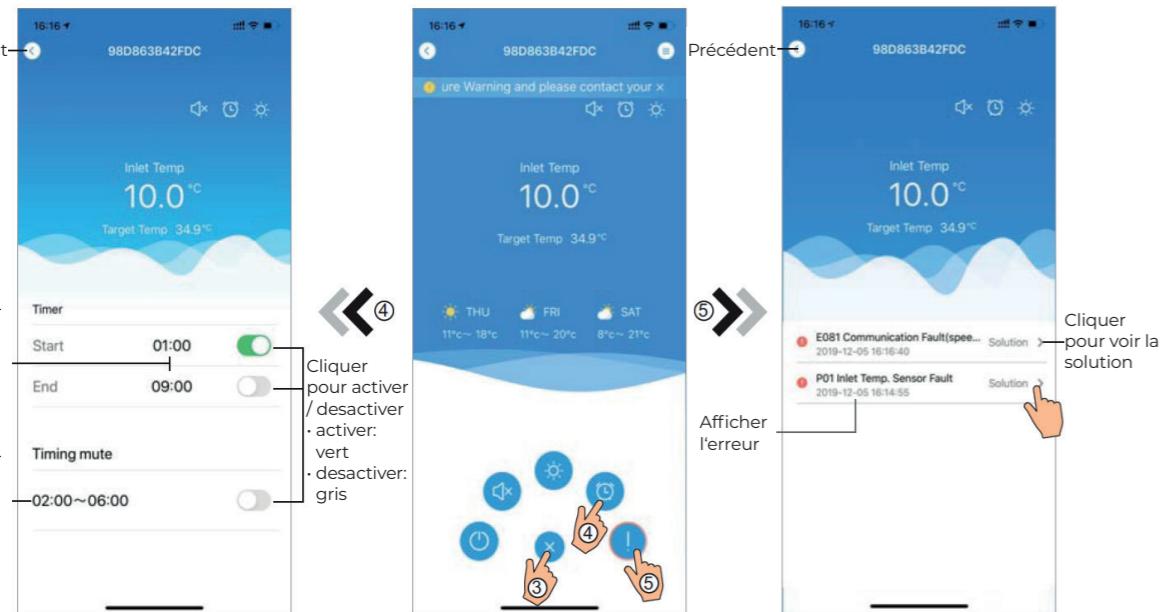 16:16
98D863B42FDC
Inlet Temp
10.0°C
Target Temp 34.9°C
Timer
Start 01:00
End 09:00
Timing mute
02:00～06:00
Cliquer
pour activer
/ desactiver
• activer:
vert
• desactiver:
gris
④
16:16
98D863B42FDC
ure Warning and please contact your ×
Inlet Temp
10.0°C
Target Temp 34.9°C
THU FRI SAT
11°c～ 18°c 11°c～ 20°c 8°c～ 21°c
④
③
⑤
⑤
Précédent
16:16
98D863B42FDC
Inlet Temp
10.0°C
Target Temp 34.9°C
E081 Communication Fault(spee... Solution
2019-12-05 16:16:40
P01 Inlet Temp. Sensor Fault Solution
2019-12-05 16:14:55
Cliquer
pour voir la
solution
Afficher
l'erreur